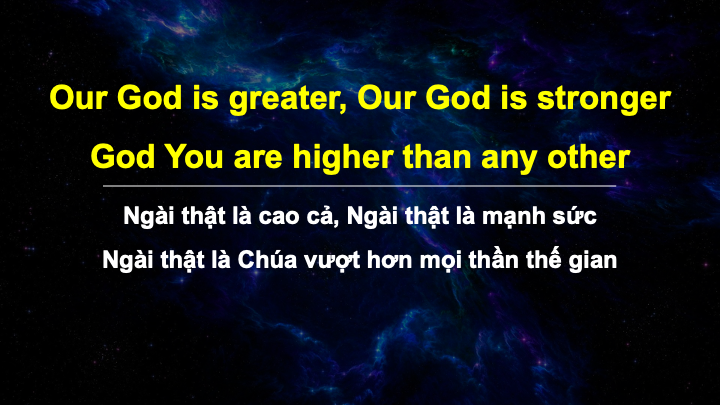 Our God is greater, Our God is stronger
God You are higher than any other
Ngài thật là cao cả, Ngài thật là mạnh sức
Ngài thật là Chúa vượt hơn mọi thần thế gian